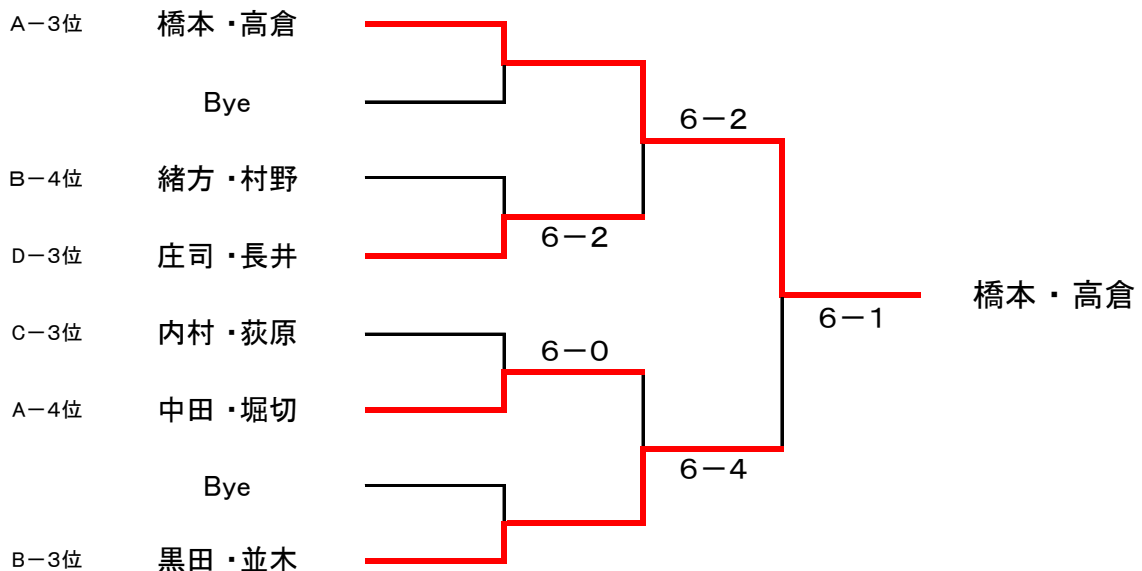 A－3位 橋本・高倉
Bye
6－2
B－4位 緒方・村野
6－2
D－3位 庄司・長井
橋本・高倉
6－1
C－3位 内村・荻原
6－0
A－4位 中田・堀切
6－4
Bye
B－3位 黒田・並木